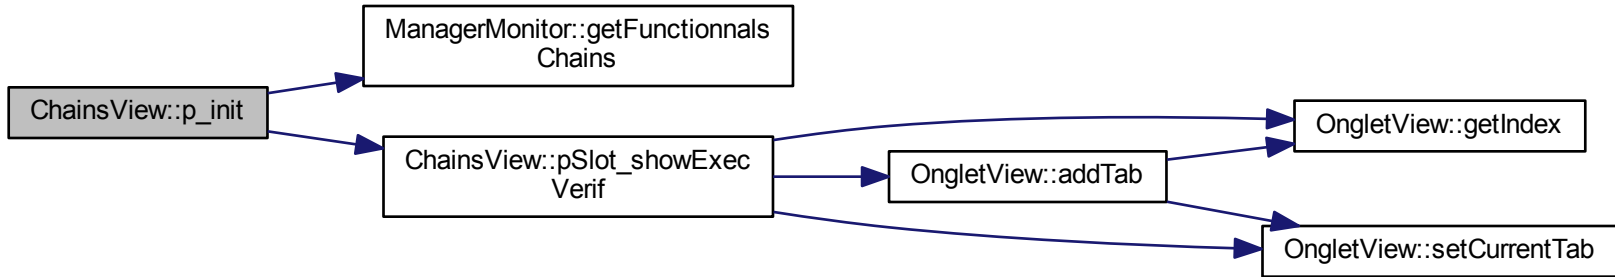 ManagerMonitor::getFunctionnals
Chains
ChainsView::p_init
ChainsView::pSlot_showExec
Verif
OngletView::addTab
OngletView::getIndex
OngletView::setCurrentTab